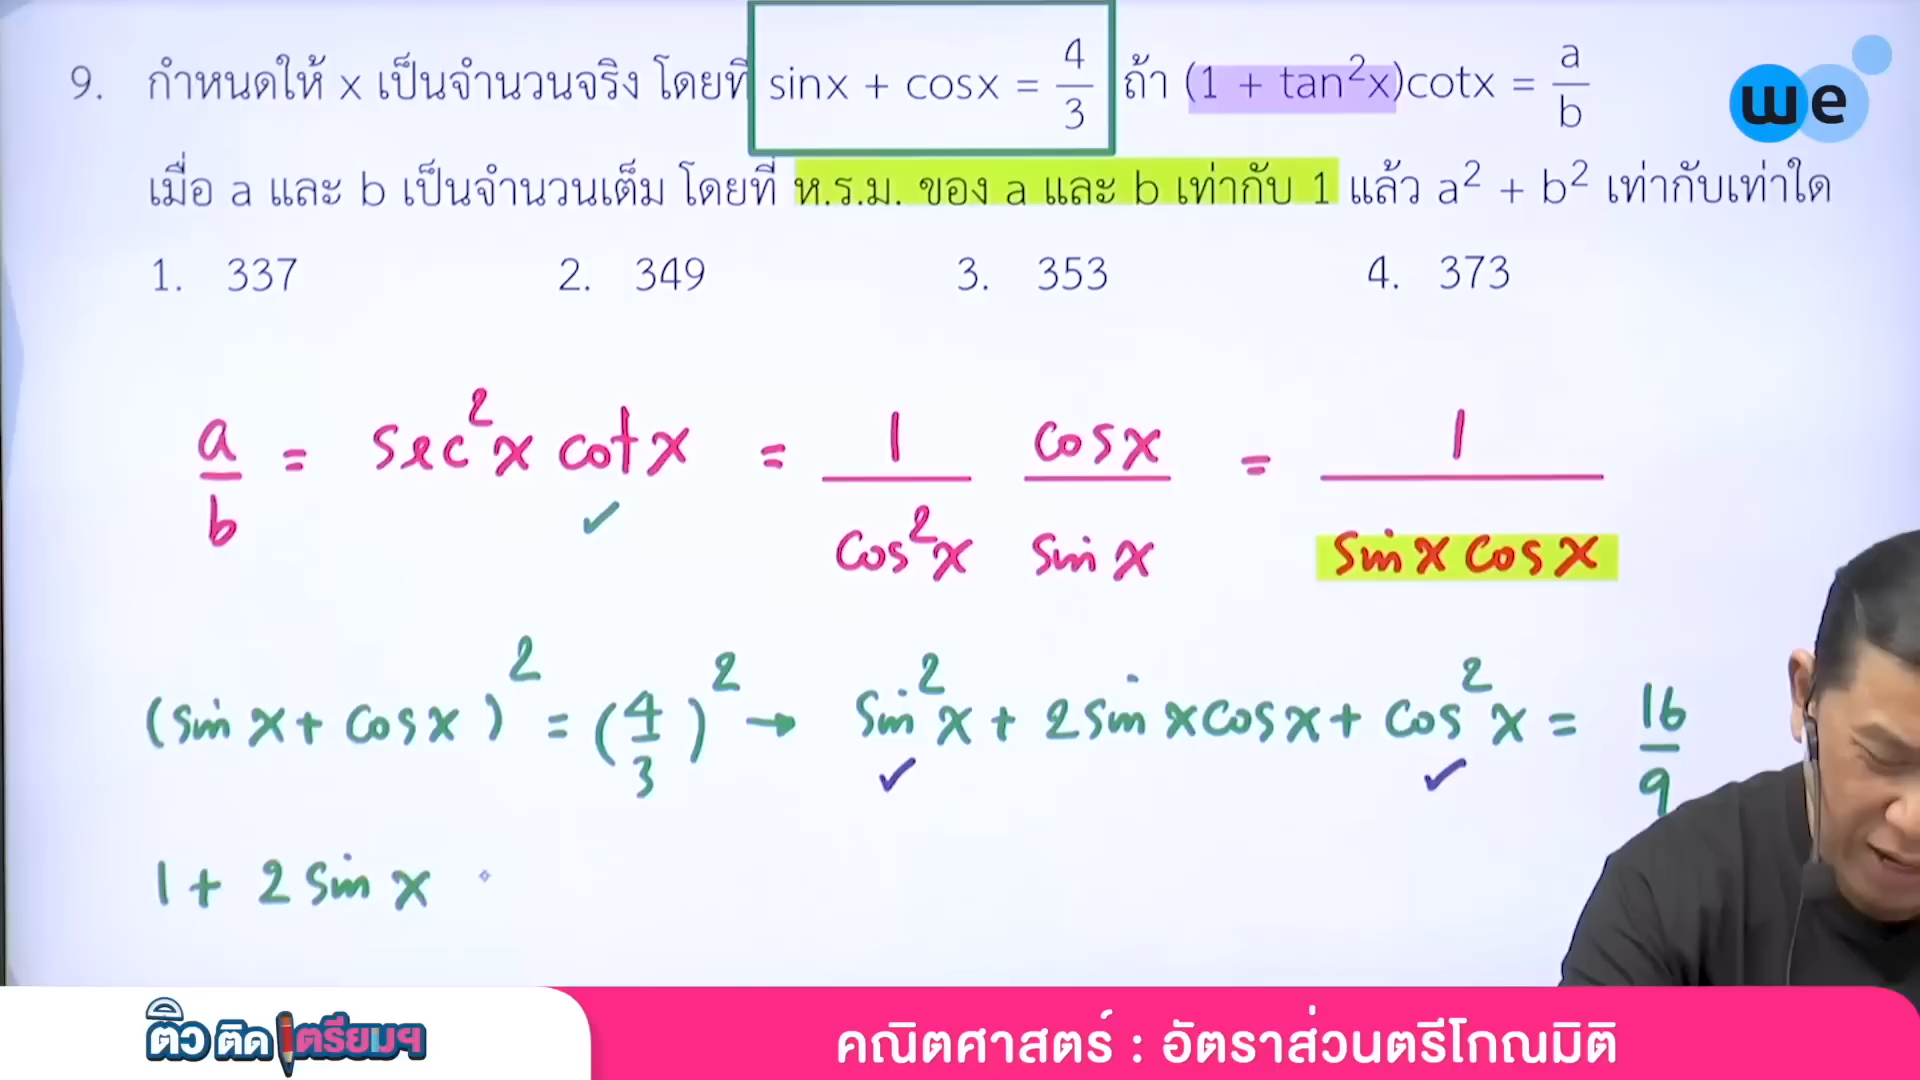 9. กำหนดให้ x เป็นจำนวนจริง โดยที่ sinx + cosx = 4/3 ถ้า (1 + tan²x)cotx = a/b
เมื่อ a และ b เป็นจำนวนเต็ม โดยที่ ห.ร.ม. ของ a และ b เท่ากับ 1 แล้ว a² + b² เท่ากับเท่าใด
1. 337 2. 349 3. 353 4. 373
we
a/b = sec²x cotx = 1/cos²x cosx/sinx = 1/sinx cosx
(sinx + cosx)² = (4/3)² → sin²x + 2sinxcosx + cos²x = 16/9
1 + 2 sin x
ติว ติด เตรียมฯ
คณิตศาสตร์ : อัตราส่วนตรีโกณมิติ